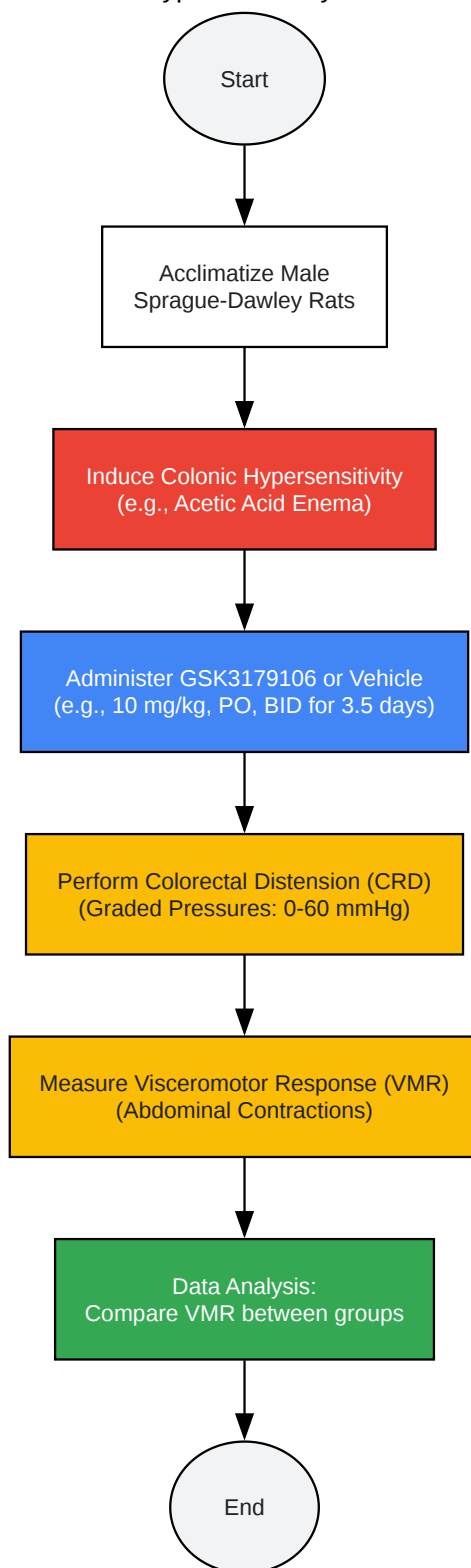 Start
Acclimatize Male
Sprague-Dawley Rats
Induce Colonic Hypersensitivity
(e.g., Acetic Acid Enema)
Administer GSK3179106 or Vehicle
(e.g., 10 mg/kg, PO, BID for 3.5 days)
Perform Colorectal Distension (CRD)
(Graded Pressures: 0-60 mmHg)
Measure Visceromotor Response (VMR)
(Abdominal Contractions)
Data Analysis:
Compare VMR between groups
End